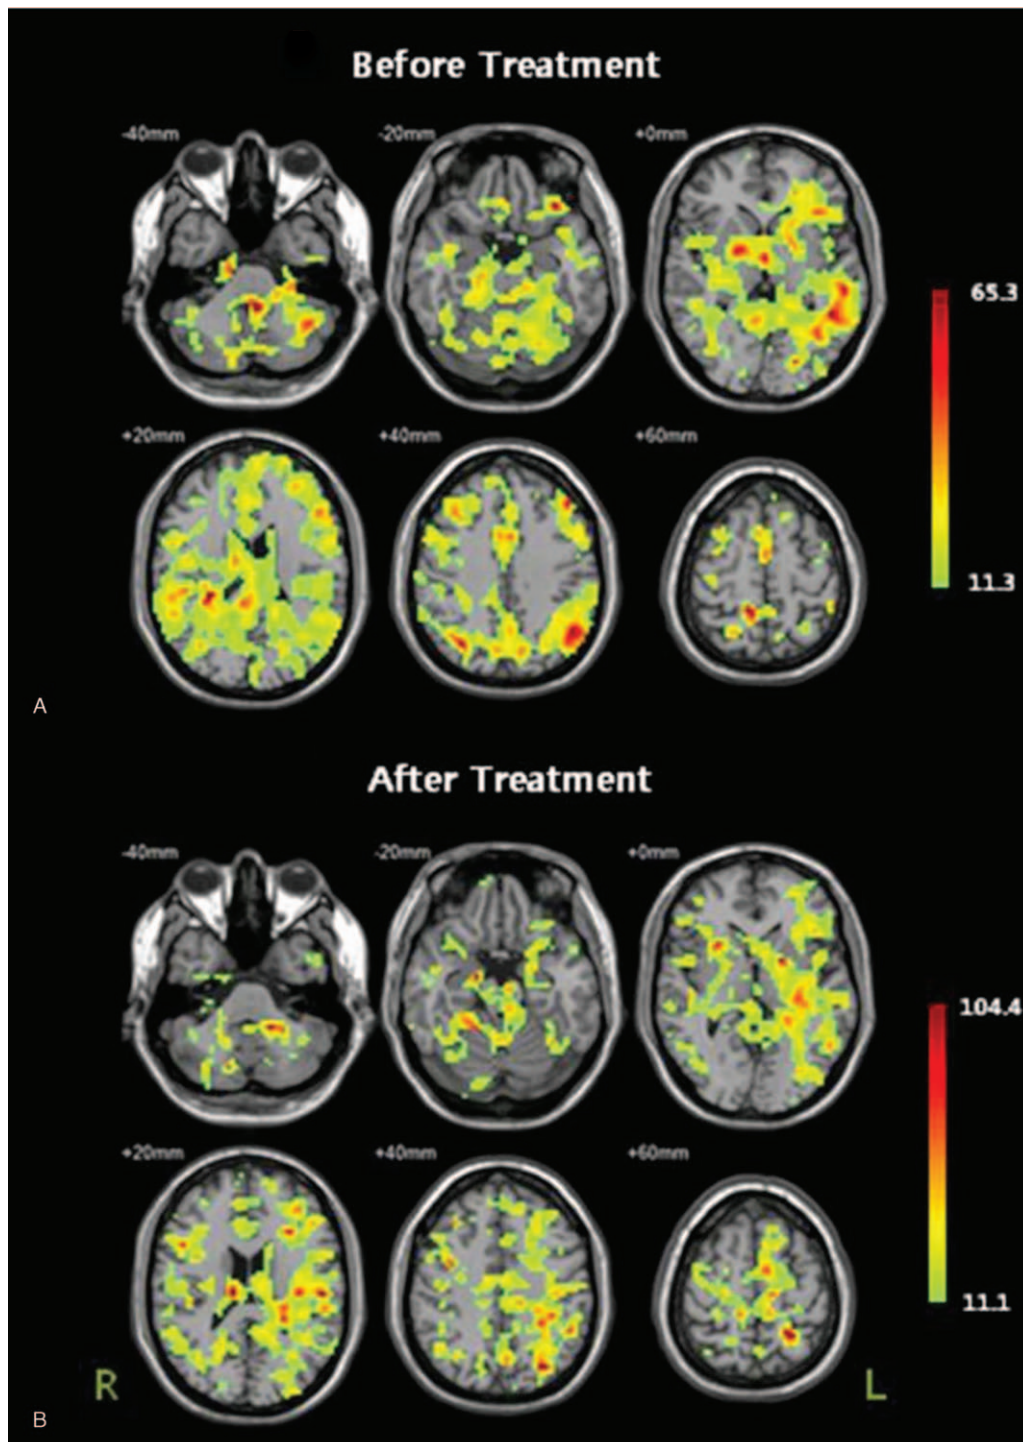 Before Treatment
-40mm -20mm +0mm
65.3
+20mm +40mm +60mm
11.3
A
After Treatment
-40mm -20mm +0mm
104.4
+20mm +40mm +60mm
11.1
R L
B